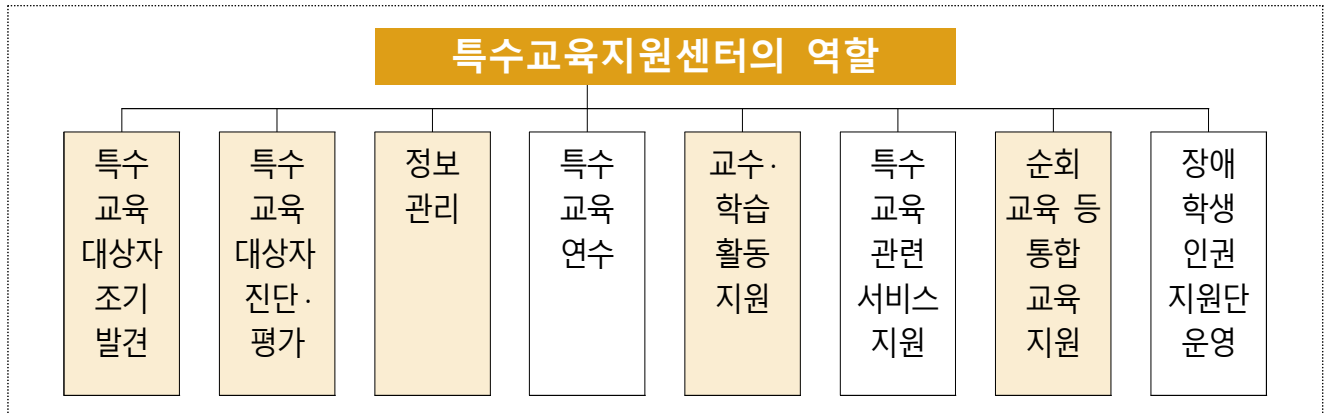 특수교육지원센터의 역할
특수
교육
대상자
조기
발견
특수
교육
대상자
진단·
평가
정보
관리
특수
교육
연수
교수·
학습
활동
지원
특수
교육
관련
서비스
지원
순회
교육 등
통합
교육
지원
장애
학생
인권
지원단
운영